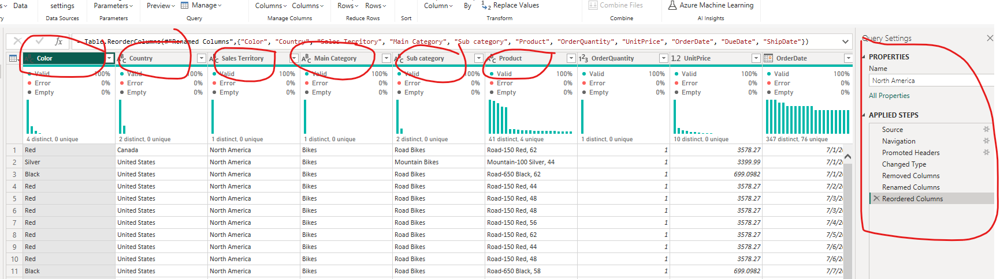 s Data settings Parameters Preview Manage Columns Columns Rows Rows Column By Replace Values Combine Files Azure Machine Learning
ry Data Sources Parameters Query Manage Columns Reduce Rows Sort Transform Combine AI Insights
fx = Table.ReorderColumns(#"Renamed Columns",{"Color", "Country", "Sales Territory", "Main Category", "Sub category", "Product", "OrderQuantity", "UnitPrice", "OrderDate", "DueDate", "ShipDate"})
ABC Color ABC Country ABC Sales Territory ABC Main Category ABC Sub category ABC Product 123 OrderQuantity 1.2 UnitPrice OrderDate
Valid 100% Valid 100% Valid 100% Valid 100% Valid 100% Valid 100% Valid 100% Valid 100% Valid 100%
Error 0% Error 0% Error 0% Error 0% Error 0% Error 0% Error 0% Error 0% Error 0%
Empty 0% Empty 0% Empty 0% Empty 0% Empty 0% Empty 0% Empty 0% Empty 0% Empty 0%
4 distinct, 0 unique 2 distinct, 0 unique 1 distinct, 0 unique 1 distinct, 0 unique 2 distinct, 0 unique 41 distinct, 4 unique 1 distinct, 0 unique 10 distinct, 0 unique 347 distinct, 76 unique
1 Red Canada North America Bikes Road Bikes Road-150 Red, 62 1 3578.27 7/1/2
2 Silver United States North America Bikes Mountain Bikes Mountain-100 Silver, 44 1 3399.99 7/1/2
3 Black United States North America Bikes Road Bikes Road-650 Black, 62 1 699.0982 7/1/2
4 Red United States North America Bikes Road Bikes Road-150 Red, 44 1 3578.27 7/2/2
5 Red United States North America Bikes Road Bikes Road-150 Red, 48 1 3578.27 7/3/2
6 Red United States North America Bikes Road Bikes Road-150 Red, 48 1 3578.27 7/3/2
7 Red United States North America Bikes Road Bikes Road-150 Red, 56 1 3578.27 7/4/2
8 Red United States North America Bikes Road Bikes Road-150 Red, 62 1 3578.27 7/5/2
9 Red United States North America Bikes Road Bikes Road-150 Red, 44 1 3578.27 7/6/2
10 Red United States North America Bikes Road Bikes Road-150 Red, 48 1 3578.27 7/6/2
11 Black United States North America Bikes Road Bikes Road-650 Black, 58 1 699.0982 7/7/2
Query Settings
PROPERTIES
Name
North America
All Properties
APPLIED STEPS
Source
Navigation
Promoted Headers
Changed Type
Removed Columns
Renamed Columns
Reordered Columns